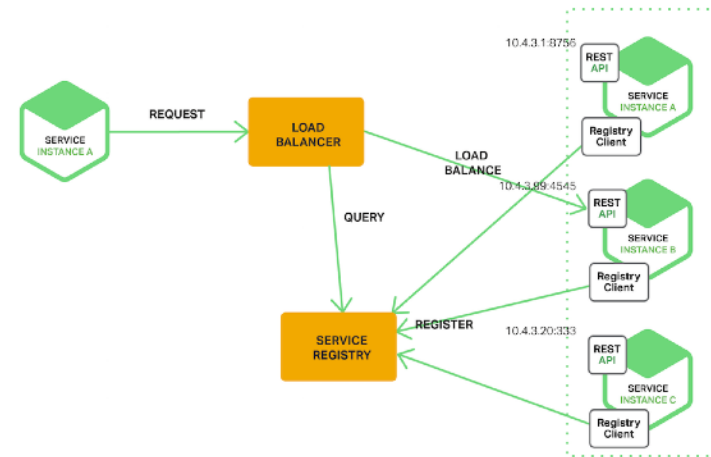 10.4.3.1:8756
REST
API
SERVICE
INSTANCE A
Registry
Client
SERVICE
INSTANCE A
REQUEST
LOAD
BALANCER
LOAD
BALANCE
10.4.3.99:4545
REST
API
SERVICE
INSTANCE B
Registry
Client
QUERY
SERVICE
REGISTRY
REGISTER
10.4.3.20:333
REST
API
SERVICE
INSTANCE C
Registry
Client